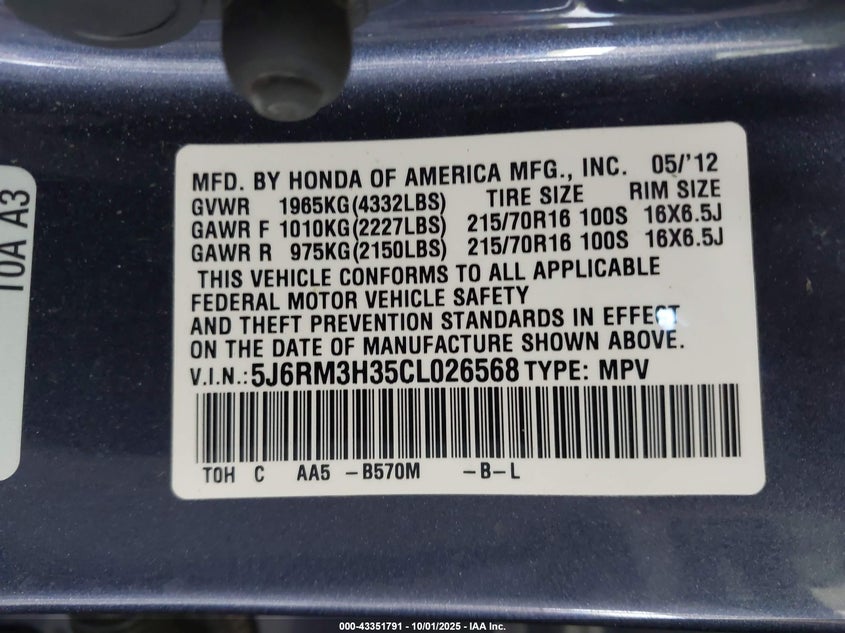 MFD. BY HONDA OF AMERICA MFG., INC. 05/'12
GVWR 1965KG(4332LBS) TIRE SIZE RIM SIZE
GAWR F 1010KG(2227LBS) 215/70R16 100S 16X6.5J
GAWR R 975KG(2150LBS) 215/70R16 100S 16X6.5J
THIS VEHICLE CONFORMS TO ALL APPLICABLE
FEDERAL MOTOR VEHICLE SAFETY
AND THEFT PREVENTION STANDARDS IN EFFECT
ON THE DATE OF MANUFACTURE SHOWN ABOVE.
V.I.N.: 5J6RM3H35CL026568 TYPE: MPV
T0H C AA5 -B570M -B-L
T0A A3
000-43351791 - 10/01/2025 - IAA Inc.